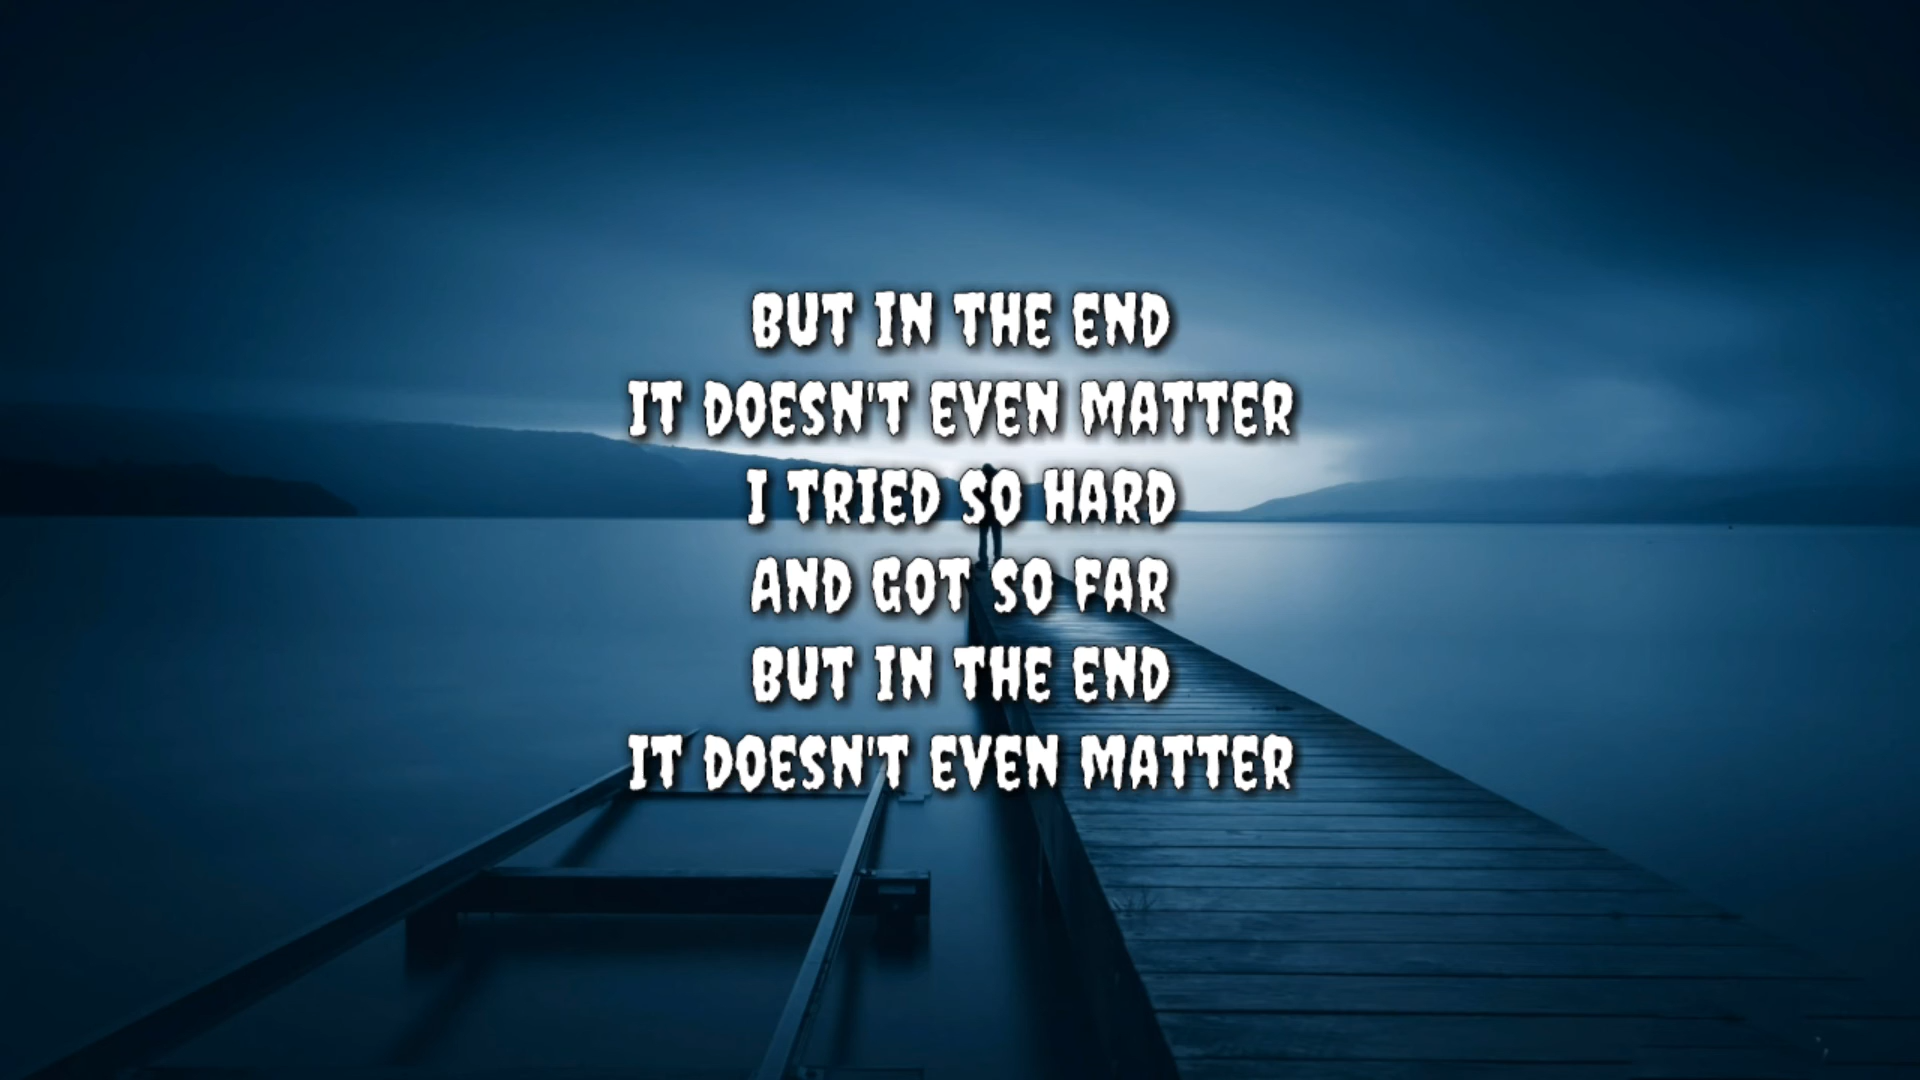 BUT IN THE END
IT DOESN'T EVEN MATTER
I TRIED SO HARD
AND GOT SO FAR
BUT IN THE END
IT DOESN'T EVEN MATTER